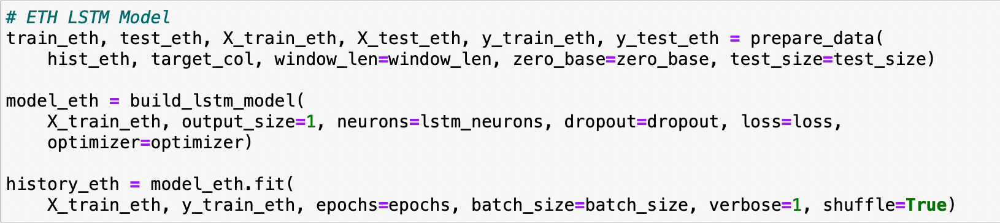 # ETH LSTM Model
train_eth, test_eth, X_train_eth, X_test_eth, y_train_eth, y_test_eth = prepare_data(
    hist_eth, target_col, window_len=window_len, zero_base=zero_base, test_size=test_size)

model_eth = build_lstm_model(
    X_train_eth, output_size=1, neurons=lstm_neurons, dropout=dropout, loss=loss,
    optimizer=optimizer)

history_eth = model_eth.fit(
    X_train_eth, y_train_eth, epochs=epochs, batch_size=batch_size, verbose=1, shuffle=True)